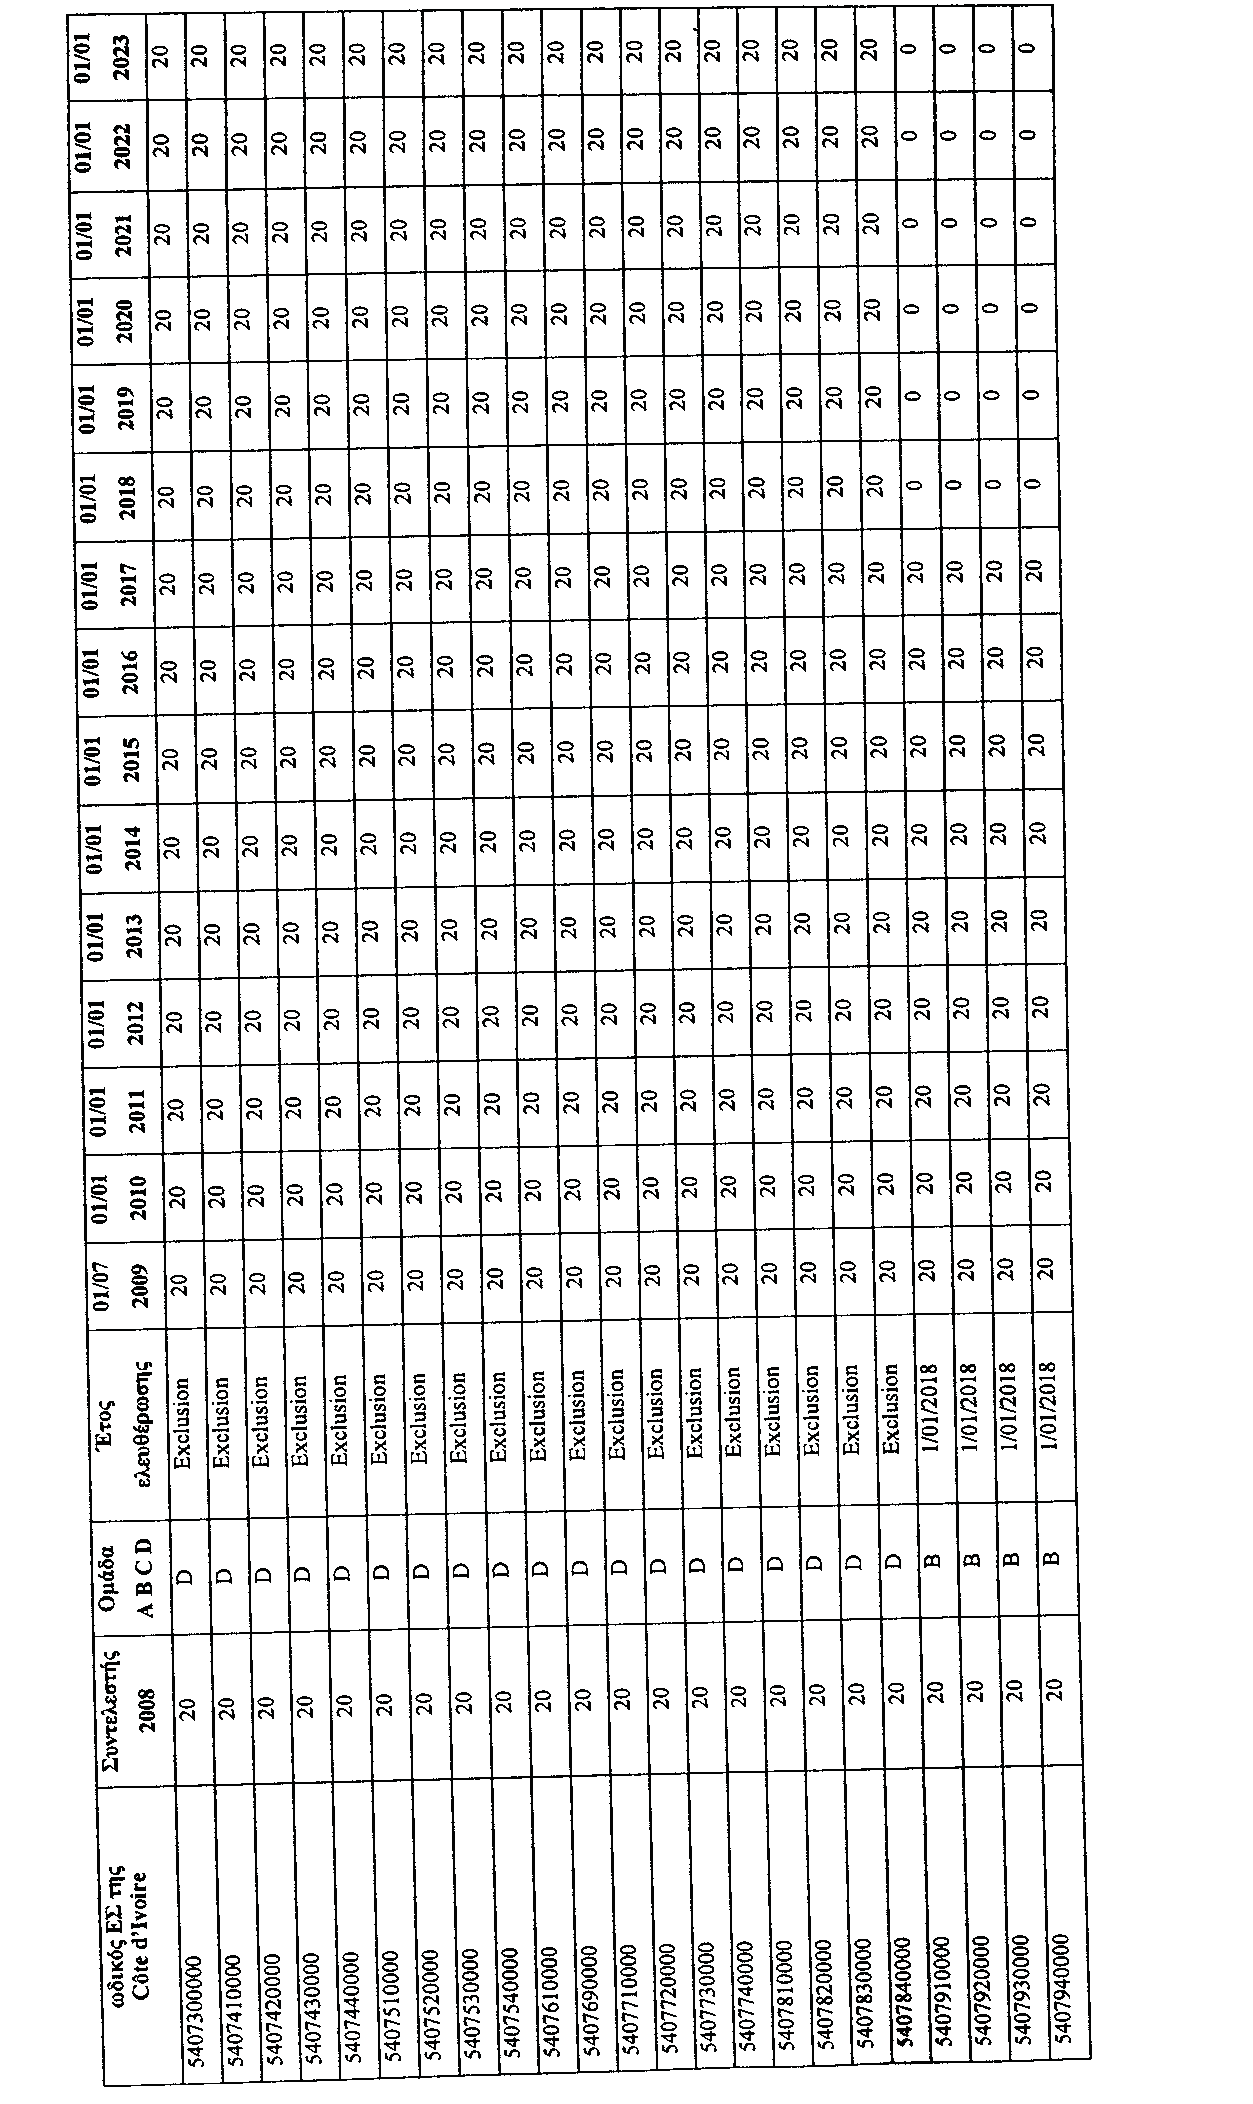 ωδικός ΕΣ της Συντελεστής Ομάδα Έτος 01/07 01/01 01/01 01/01 01/01 01/01 01/01 01/01 01/01 01/01 01/01 01/01 01/01 01/01 01/01
Côte d'Ivoire 2008 A B C D ελευθέρωσης 2009 2010 2011 2012 2013 2014 2015 2016 2017 2018 2019 2020 2021 2022 2023
5407300000 20 D Exclusion 20 20 20 20 20 20 20 20 20 20 20 20 20 20 20
5407410000 20 D Exclusion 20 20 20 20 20 20 20 20 20 20 20 20 20 20 20
5407420000 20 D Exclusion 20 20 20 20 20 20 20 20 20 20 20 20 20 20 20
5407430000 20 D Exclusion 20 20 20 20 20 20 20 20 20 20 20 20 20 20 20
5407440000 20 D Exclusion 20 20 20 20 20 20 20 20 20 20 20 20 20 20 20
5407510000 20 D Exclusion 20 20 20 20 20 20 20 20 20 20 20 20 20 20 20
5407520000 20 D Exclusion 20 20 20 20 20 20 20 20 20 20 20 20 20 20 20
5407530000 20 D Exclusion 20 20 20 20 20 20 20 20 20 20 20 20 20 20 20
5407540000 20 D Exclusion 20 20 20 20 20 20 20 20 20 20 20 20 20 20 20
5407610000 20 D Exclusion 20 20 20 20 20 20 20 20 20 20 20 20 20 20 20
5407690000 20 D Exclusion 20 20 20 20 20 20 20 20 20 20 20 20 20 20 20
5407710000 20 D Exclusion 20 20 20 20 20 20 20 20 20 20 20 20 20 20 20
5407720000 20 D Exclusion 20 20 20 20 20 20 20 20 20 20 20 20 20 20 20
5407730000 20 D Exclusion 20 20 20 20 20 20 20 20 20 20 20 20 20 20 20
5407740000 20 D Exclusion 20 20 20 20 20 20 20 20 20 20 20 20 20 20 20
5407810000 20 D Exclusion 20 20 20 20 20 20 20 20 20 20 20 20 20 20 20
5407820000 20 D Exclusion 20 20 20 20 20 20 20 20 20 20 20 20 20 20 20
5407830000 20 D Exclusion 20 20 20 20 20 20 20 20 20 20 20 20 20 20 20
5407840000 20 D Exclusion 20 20 20 20 20 20 20 20 20 20 20 20 20 20 20
5407910000 20 B 1/01/2018 20 20 20 20 20 20 20 20 20 0 0 0 0 0 0
5407920000 20 B 1/01/2018 20 20 20 20 20 20 20 20 20 0 0 0 0 0 0
5407930000 20 B 1/01/2018 20 20 20 20 20 20 20 20 20 0 0 0 0 0 0
5407940000 20 B 1/01/2018 20 20 20 20 20 20 20 20 20 0 0 0 0 0 0